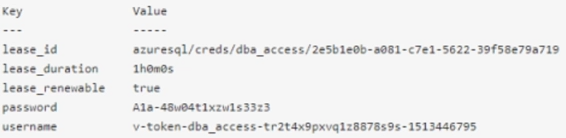 Key Value
--- -----
lease_id azuresql/creds/dba_access/2e5b1e0b-a081-c7e1-5622-39f58e79a719
lease_duration 1h0m0s
lease_renewable true
password A1a-48w04t1xzw1s33z3
username v-token-dba_access-tr2t4x9pxvq1z8878s9s-1513446795